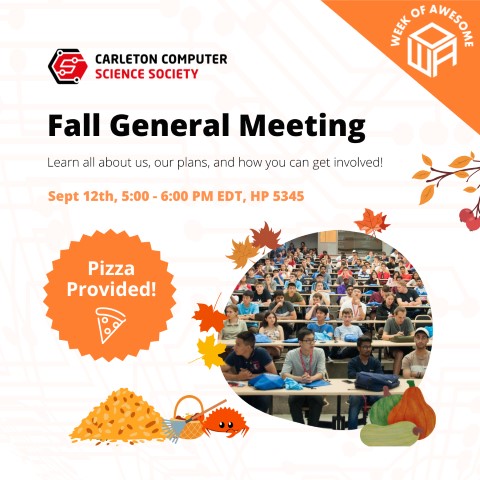 WEEK OF AWESOME
WA
CARLETON COMPUTER
SCIENCE SOCIETY
Fall General Meeting
Learn all about us, our plans, and how you can get involved!
Sept 12th, 5:00 - 6:00 PM EDT, HP 5345
Pizza
Provided!